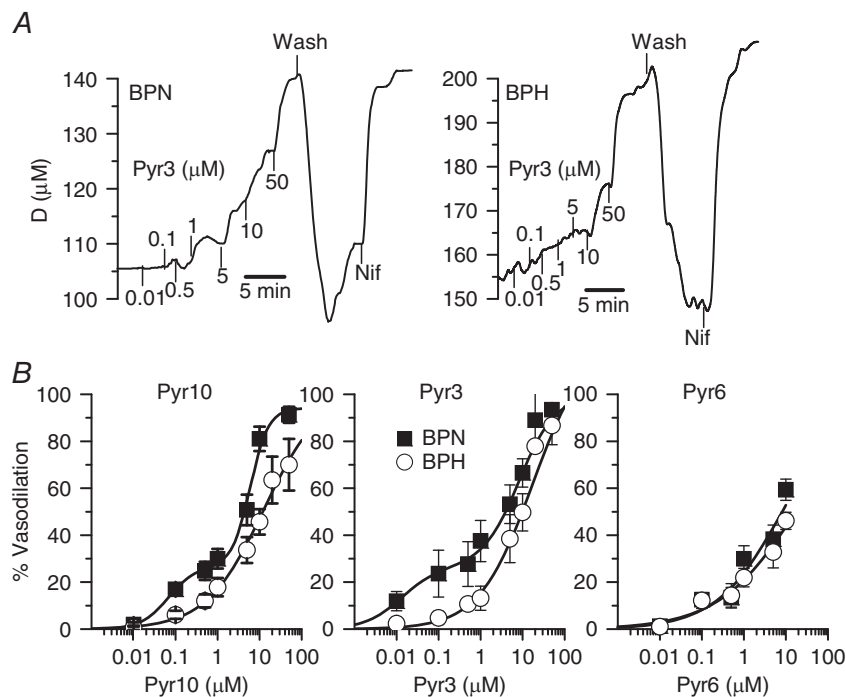 A
BPN
Wash
Pyr3 (μM)
D (μM)
140
130
120
110
100
0.01
0.1
0.5
1
5
10
50
5 min
Nif
BPH
Wash
Pyr3 (μM)
200
190
180
170
160
150
0.01
0.1
0.5
1
5
10
50
5 min
Nif
B
Pyr10
% Vasodilation
100
80
60
40
20
0
0.01 0.1 1 10 100
Pyr10 (μM)
Pyr3
BPN
BPH
100
80
60
40
20
0
0.01 0.1 1 10 100
Pyr3 (μM)
Pyr6
100
80
60
40
20
0
0.01 0.1 1 10 100
Pyr6 (μM)